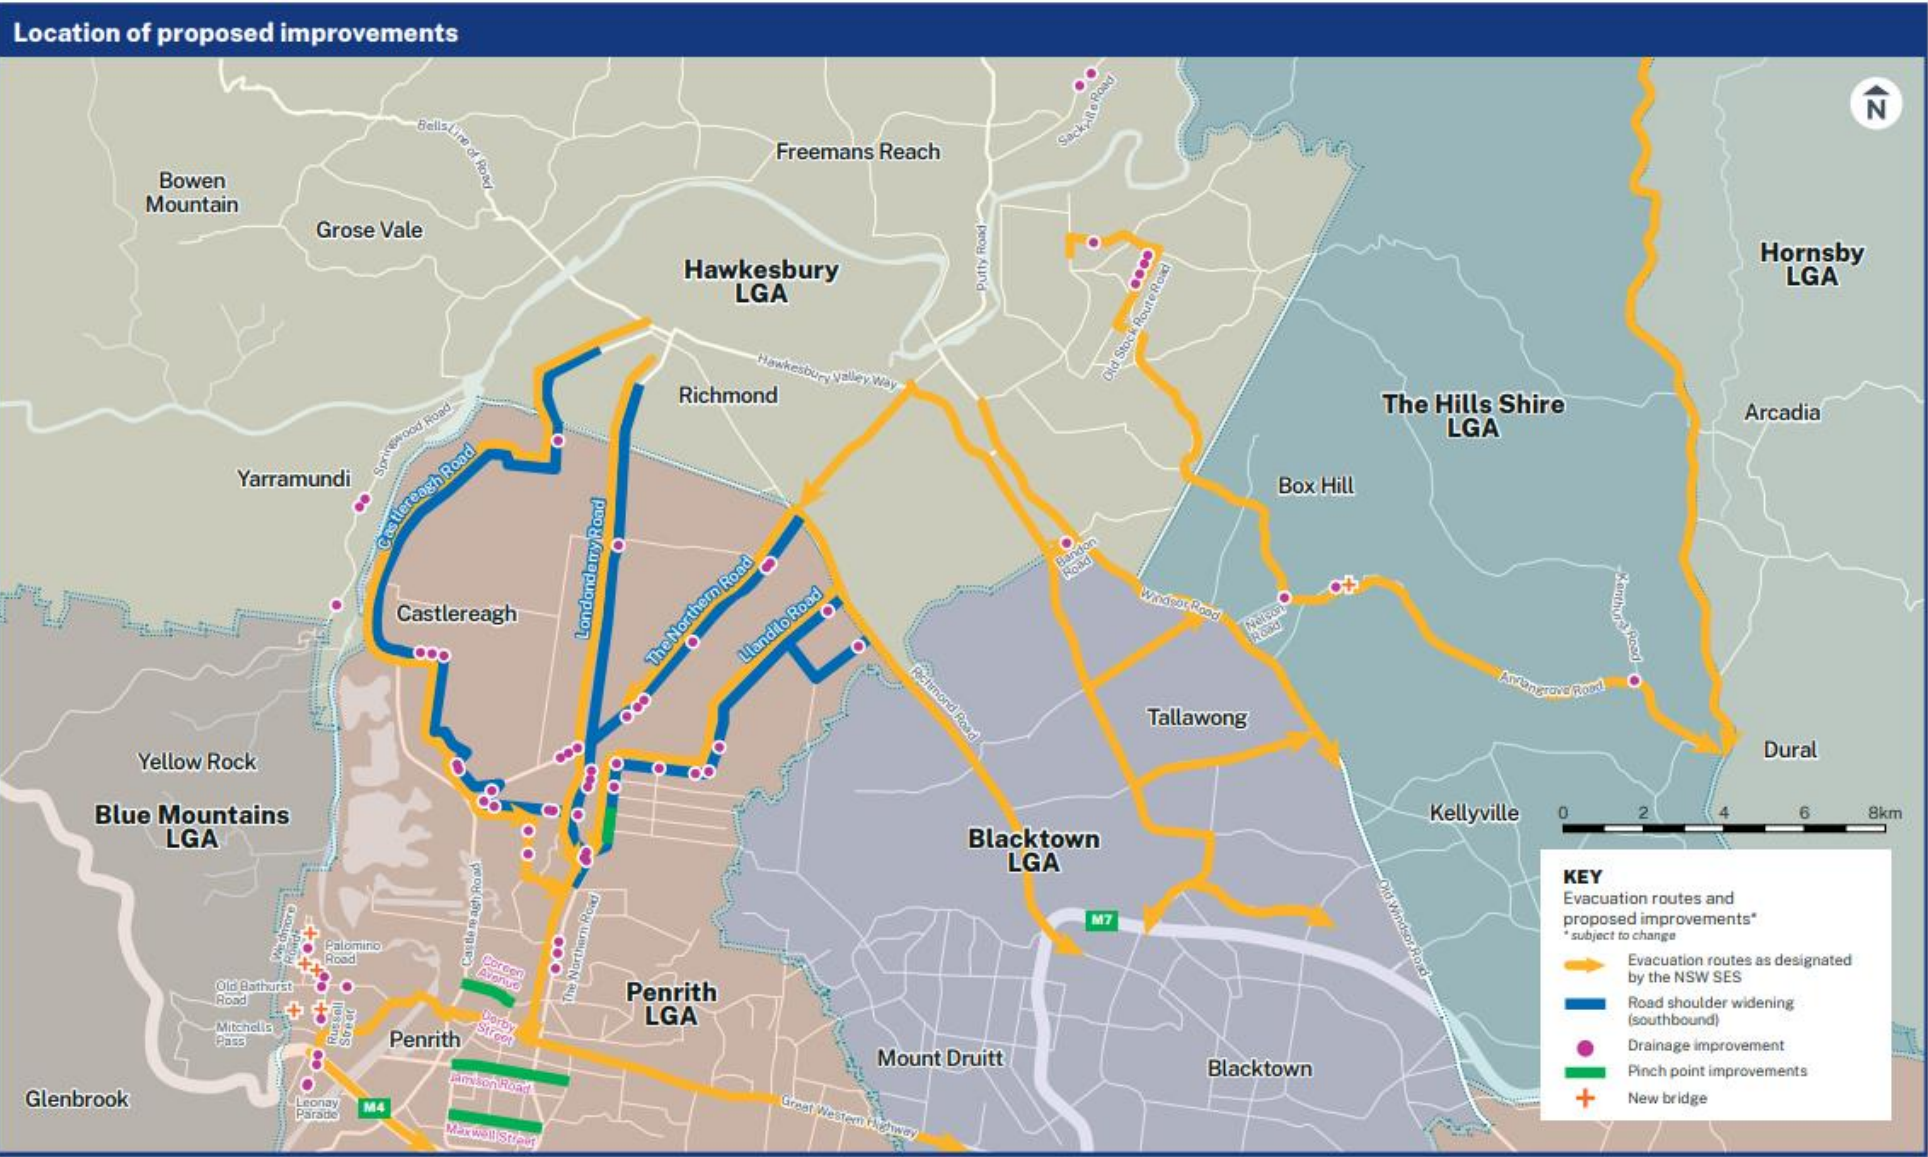 Location of proposed improvements
N
Sackville Road
Bells Line of Road
Freemans Reach
Bowen
Mountain
Grose Vale
Putty Road
Hawkesbury
LGA
Hornsby
LGA
Old Stock Route Road
Hawkesbury Valley Way
Richmond
The Hills Shire
LGA
Arcadia
Springwood Road
Yarramundi
Castlereagh Road
Box Hill
Londonderry Road
Bandon
Road
The Northern Road
Llandilo Road
Castlereagh
Windsor Road
Nelson
Road
Kenthurst Road
Annangrove Road
Richmond Road
Tallawong
Dural
Yellow Rock
Blue Mountains
LGA
Kellyville
0 2 4 6 8km
Blacktown
LGA
Castlereagh Road
The Northern Road
Old Windsor Road
M7
Wedmore
Road
Palomino
Road
Coreen
Avenue
Old Bathurst
Road
Russell
Street
Mitchells
Pass
Penrith
Derby
Street
Penrith
LGA
Mount Druitt
Blacktown
Jamison Road
Glenbrook
Leonay
Parade
M4
Maxwell Street
Great Western Highway
KEY
Evacuation routes and
proposed improvements*
* subject to change
Evacuation routes as designated
by the NSW SES
Road shoulder widening
(southbound)
Drainage improvement
Pinch point improvements
New bridge